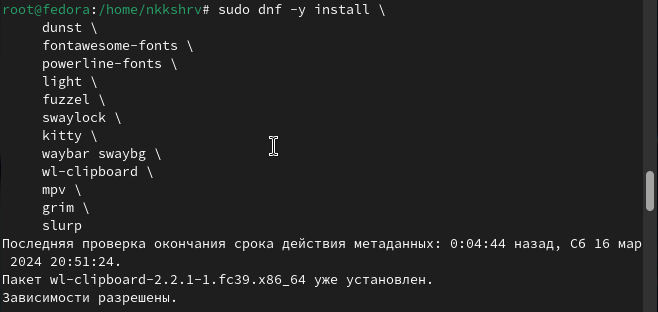 root@fedora:/home/nkkshrv# sudo dnf -y install \
dunst \
fontawesome-fonts \
powerline-fonts \
light \
fuzzel \
swaylock \
kitty \
waybar swaybg \
wl-clipboard \
mpv \
grim \
slurp
Последняя проверка окончания срока действия метаданных: 0:04:44 назад, Сб 16 мар
2024 20:51:24.
Пакет wl-clipboard-2.2.1-1.fc39.x86_64 уже установлен.
Зависимости разрешены.